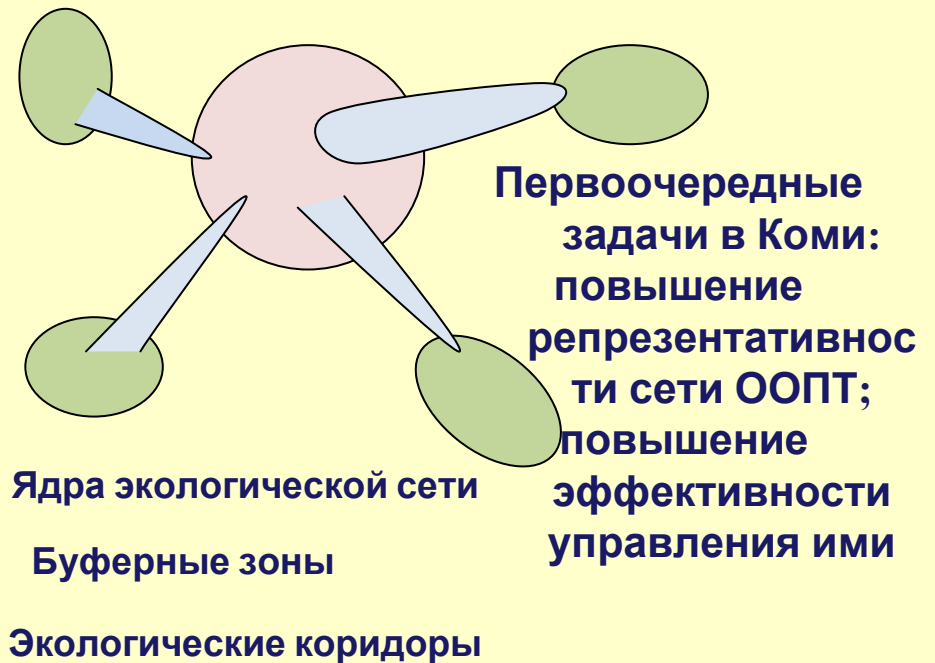 Первоочередные
задачи в Коми:
повышение
репрезентативнос
ти сети ООПТ;
повышение
эффективности
управления ими
Ядра экологической сети
Буферные зоны
Экологические коридоры